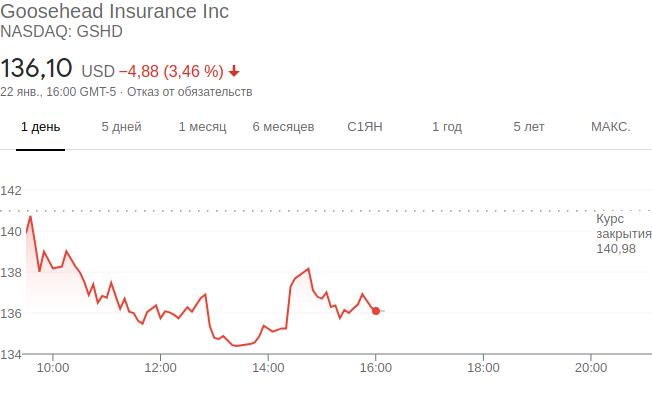 Goosehead Insurance Inc
NASDAQ: GSHD
136,10 USD −4,88 (3,46 %)
22 янв., 16:00 GMT-5 · Отказ от обязательств
1 день 5 дней 1 месяц 6 месяцев С1ЯН 1 год 5 лет МАКС.
142
Курс
закрытия
140,98
140
138
136
134
10:00 12:00 14:00 16:00 18:00 20:00